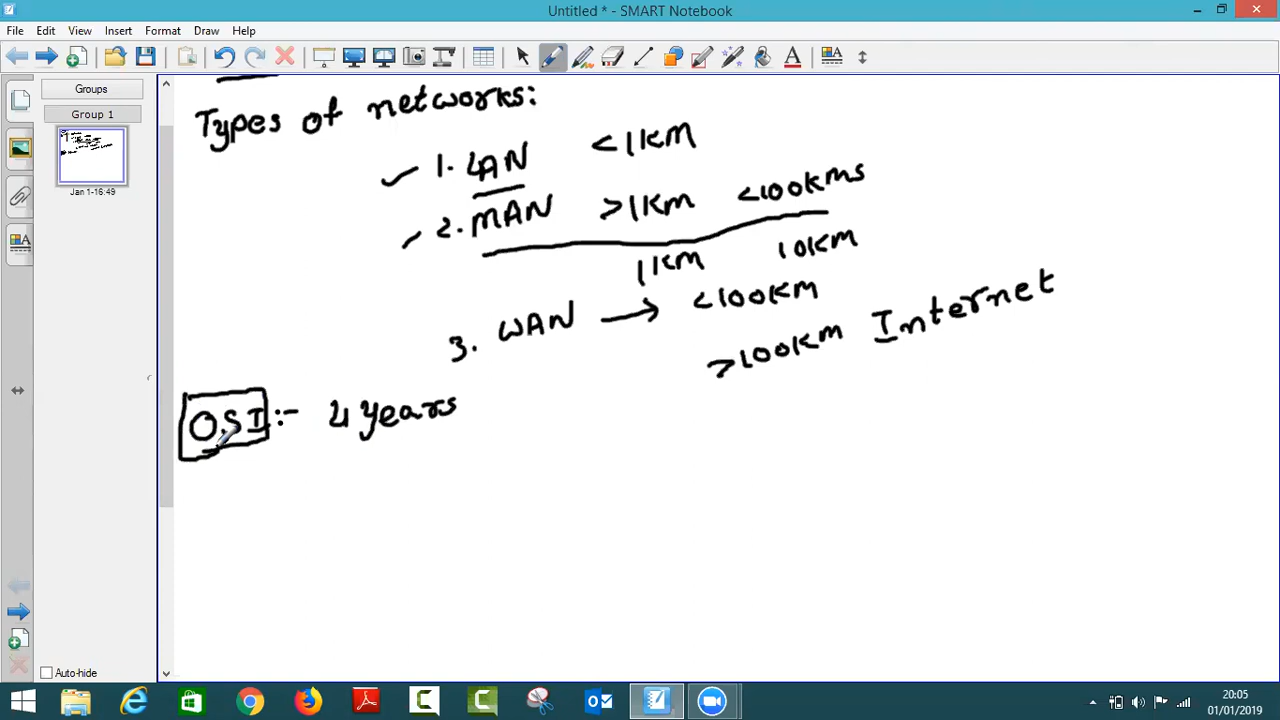 Untitled * - SMART Notebook
File Edit View Insert Format Draw Help
Groups
Group 1
Jan 1-16:49
Types of networks:
1. LAN <1KM
2. MAN >1KM <100kms
1KM 10KM
3. WAN → <100KM
>100KM Internet
OSI:- 4 years
Auto-hide
20:05
01/01/2019